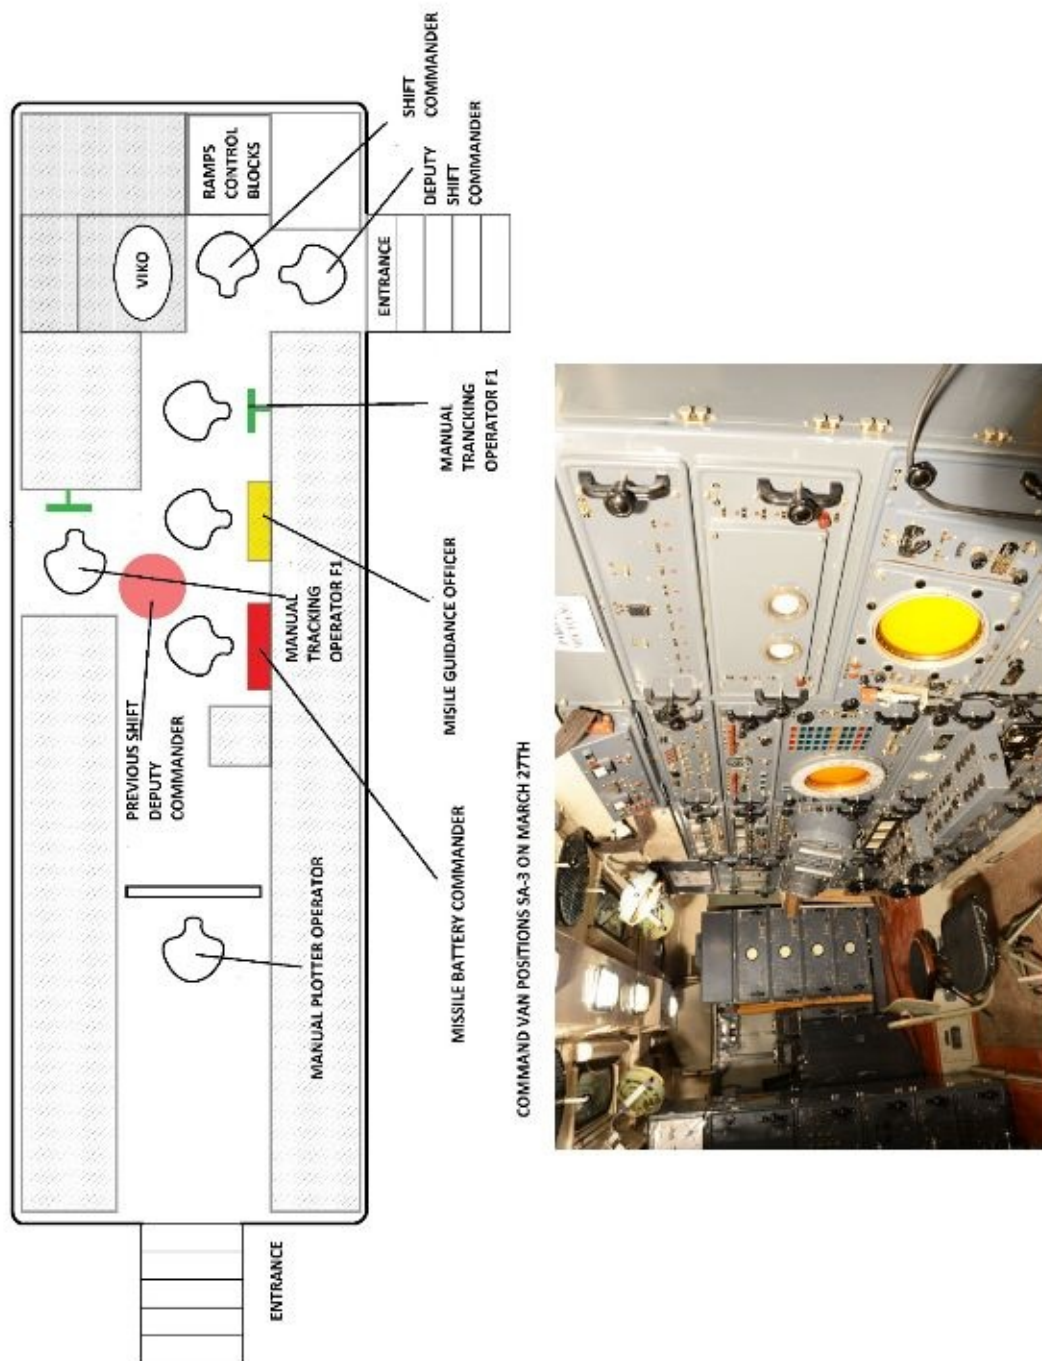 SHIFT
COMMANDER
DEPUTY
SHIFT
COMMANDER
RAMPS
CONTROL
BLOCKS
VIKO
ENTRANCE
MANUAL
TRANCKING
OPERATOR F1
MISILE GUIDANCE OFFICER
MANUAL
TRACKING
OPERATOR F1
PREVIOUS SHIFT
DEPUTY
COMMANDER
MISSILE BATTERY COMMANDER
MANUAL PLOTTER OPERATOR
ENTRANCE
COMMAND VAN POSITIONS SA-3 ON MARCH 27TH